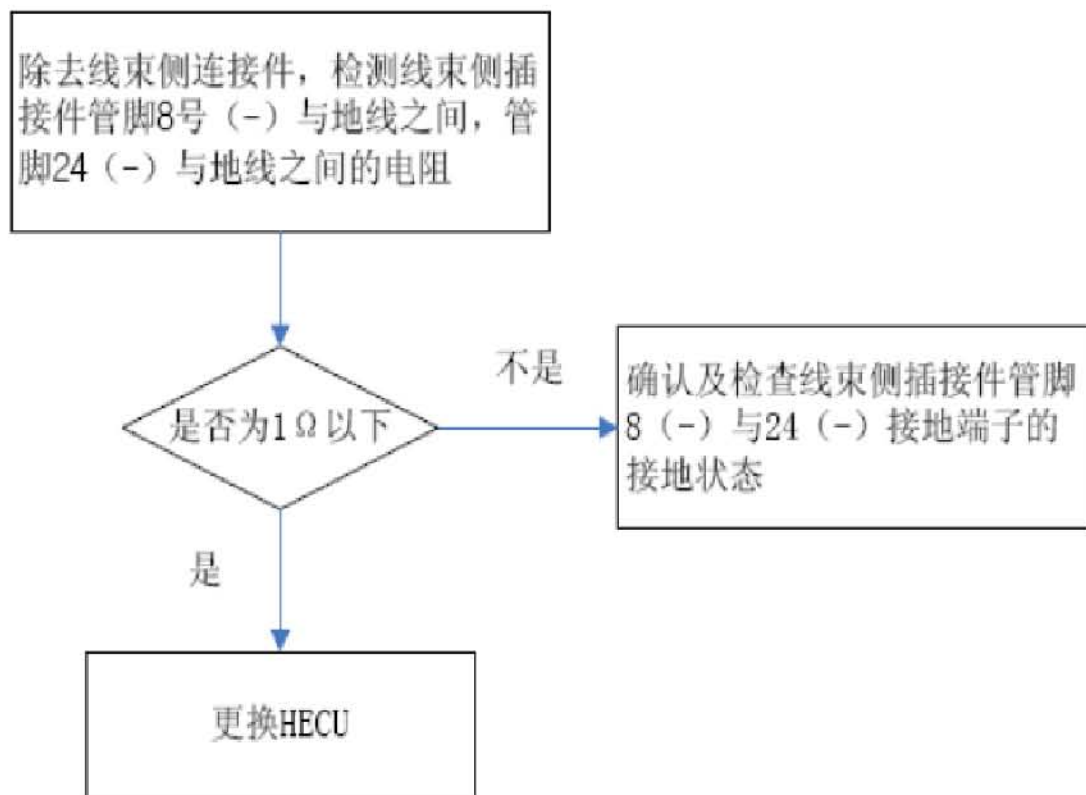 除去线束侧连接件，检测线束侧插
接件管脚8号（-）与地线之间，管
脚24（-）与地线之间的电阻
不是
是否为1Ω以下
确认及检查线束侧插接件管脚
8（-）与24（-）接地端子的
接地状态
是
更换HECU